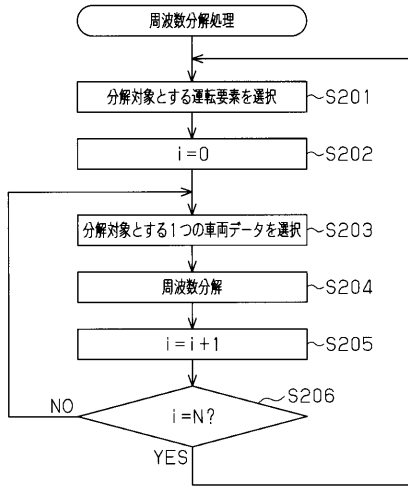 周波数分解処理
分解対象とする運転要素を選択
S201
i=0
S202
分解対象とする1つの車両データを選択
S203
周波数分解
S204
i=i+1
S205
S206
i=N?
NO
YES